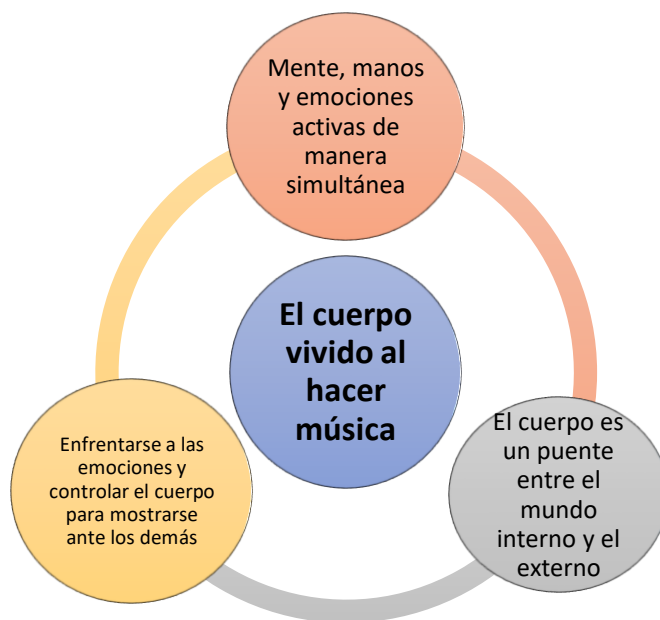 Mente, manos
y emociones
activas de
manera
simultánea
El cuerpo
vivido al
hacer
música
Enfrentarse a las
emociones y
controlar el cuerpo
para mostrarse
ante los demás
El cuerpo es
un puente
entre el
mundo
interno y el
externo